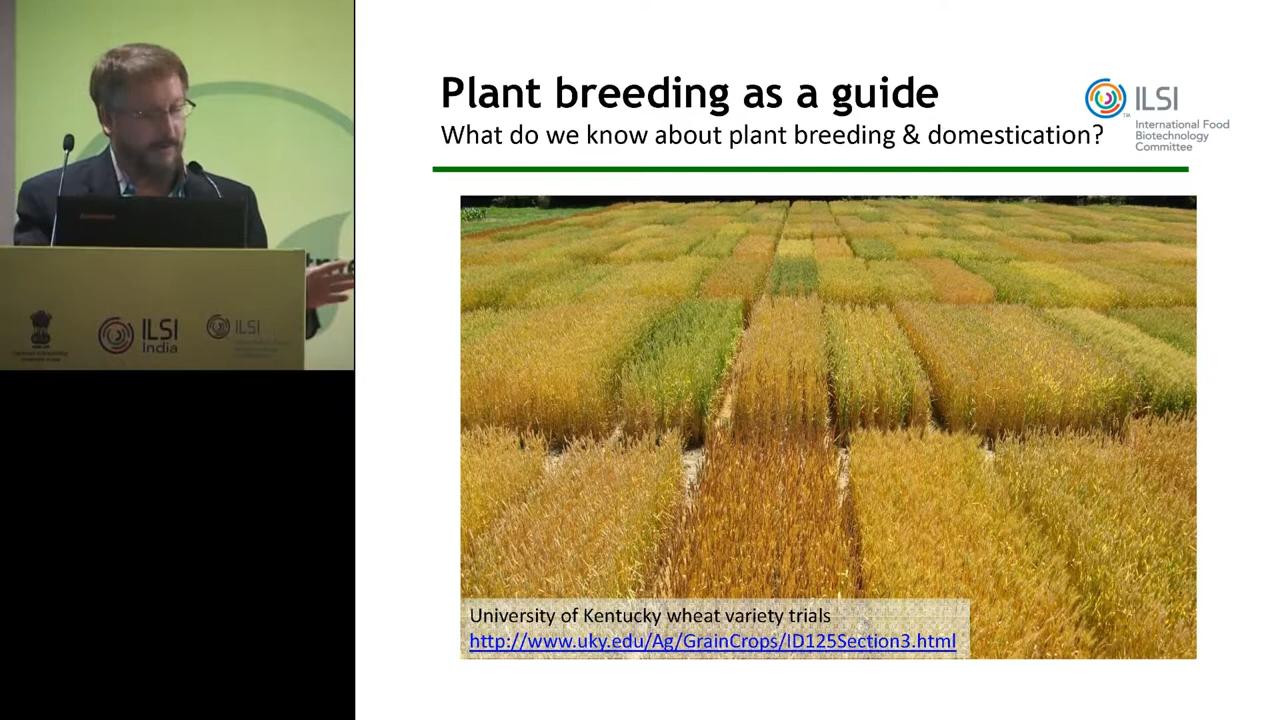 Plant breeding as a guide
What do we know about plant breeding & domestication?
ILSI
TM
International Food
Biotechnology
Committee
University of Kentucky wheat variety trials
http://www.uky.edu/Ag/GrainCrops/ID125Section3.html
ILSI
India
ILSI